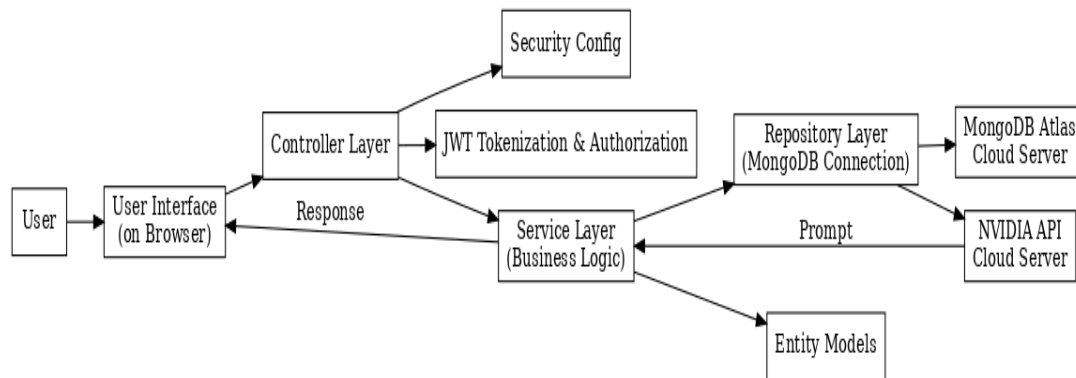 Security Config
Controller Layer
JWT Tokenization & Authorization
Repository Layer
(MongoDB Connection)
MongoDB Atlas
Cloud Server
User
User Interface
(on Browser)
Response
Service Layer
(Business Logic)
Prompt
NVIDIA API
Cloud Server
Entity Models